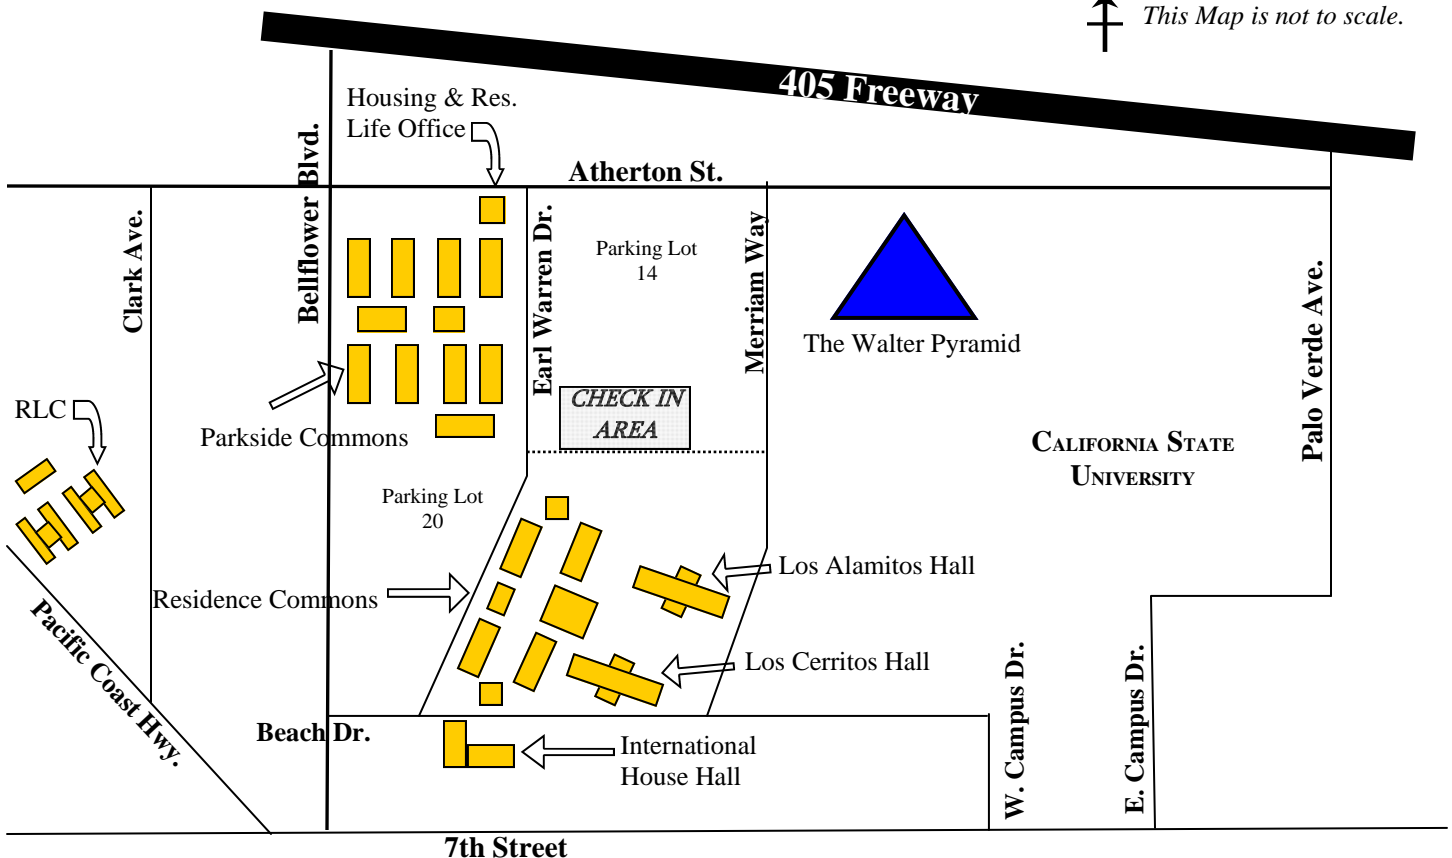 This Map is not to scale.
405 Freeway
Housing & Res.
Life Office
Atherton St.
Clark Ave.
Bellflower Blvd.
Earl Warren Dr.
Parking Lot
14
Merriam Way
The Walter Pyramid
Palo Verde Ave.
CHECK IN
AREA
RLC
Parkside Commons
CALIFORNIA STATE
UNIVERSITY
Parking Lot
20
Los Alamitos Hall
Residence Commons
Pacific Coast Hwy.
Los Cerritos Hall
Beach Dr.
International
House Hall
W. Campus Dr.
E. Campus Dr.
7th Street